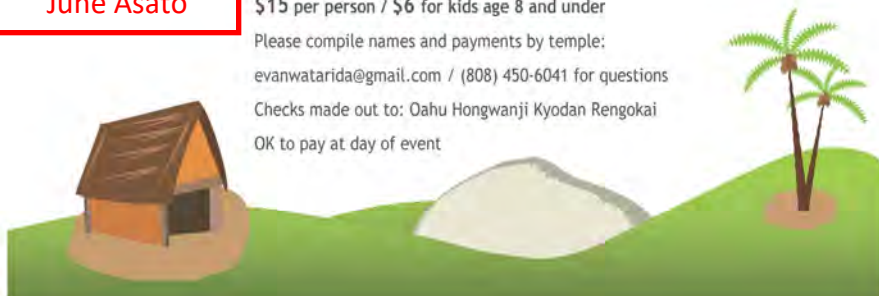 June Asato
$15 per person / $6 for kids age 8 and under
Please compile names and payments by temple:
evanwatarida@gmail.com / (808) 450-6041 for questions
Checks made out to: Oahu Hongwanji Kyodan Rengokai
OK to pay at day of event